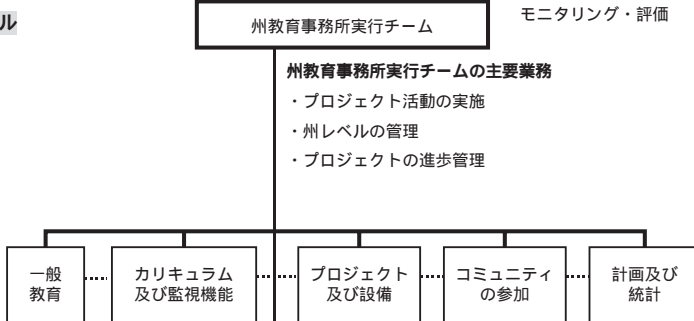 ル
州教育事務所実行チーム
モニタリング・評価
州教育事務所実行チームの主要業務
・プロジェクト活動の実施
・州レベルの管理
・プロジェクトの進歩管理
一般
教育
カリキュラム
及び監視機能
プロジェクト
及び設備
コミュニティ
の参加
計画及び
統計